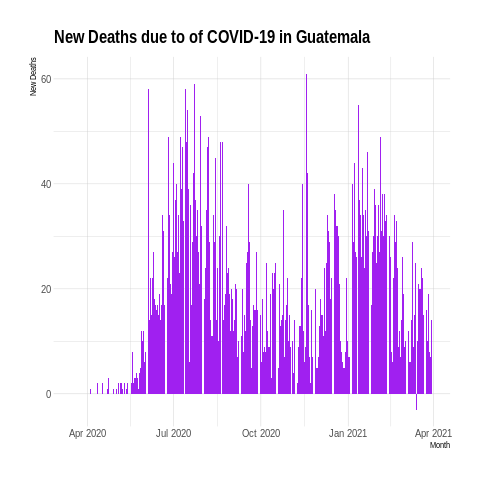 New Deaths due to of COVID-19 in Guatemala
New Deaths
60
40
20
0
Apr 2020 Jul 2020 Oct 2020 Jan 2021 Apr 2021
Month